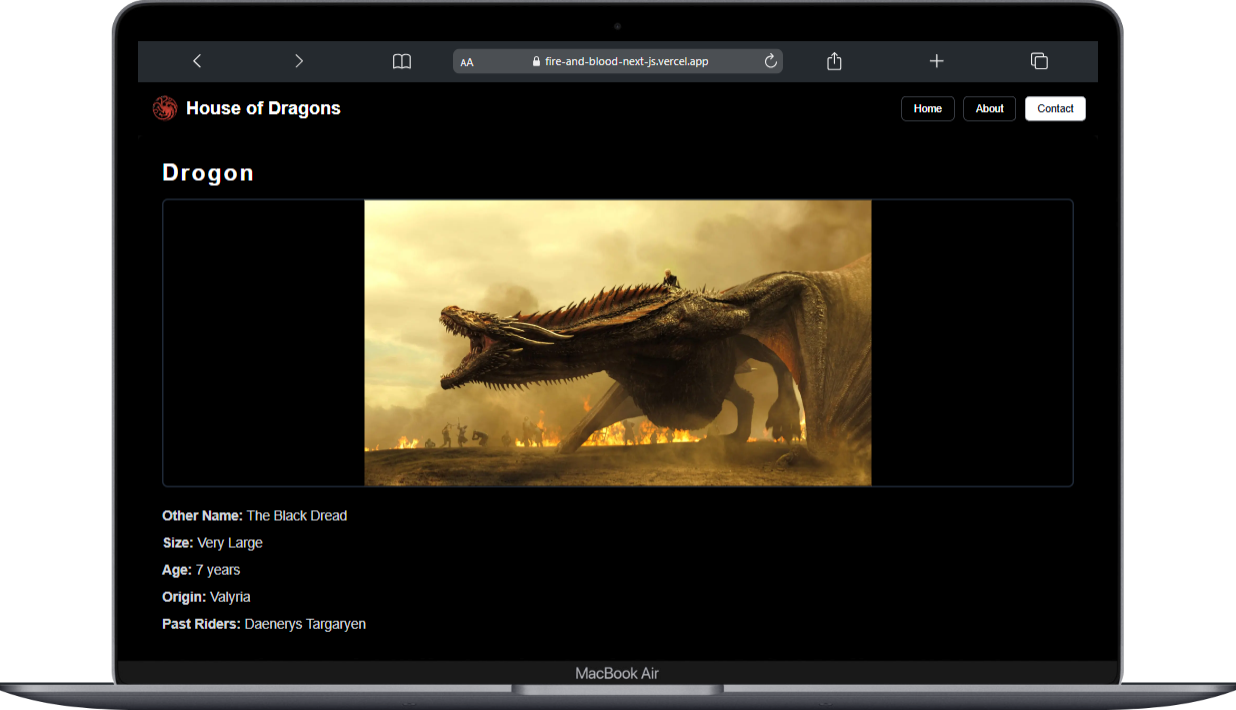 AA fire-and-blood-next-js.vercel.app
House of Dragons Home About Contact
Drogon
Other Name: The Black Dread
Size: Very Large
Age: 7 years
Origin: Valyria
Past Riders: Daenerys Targaryen
MacBook Air